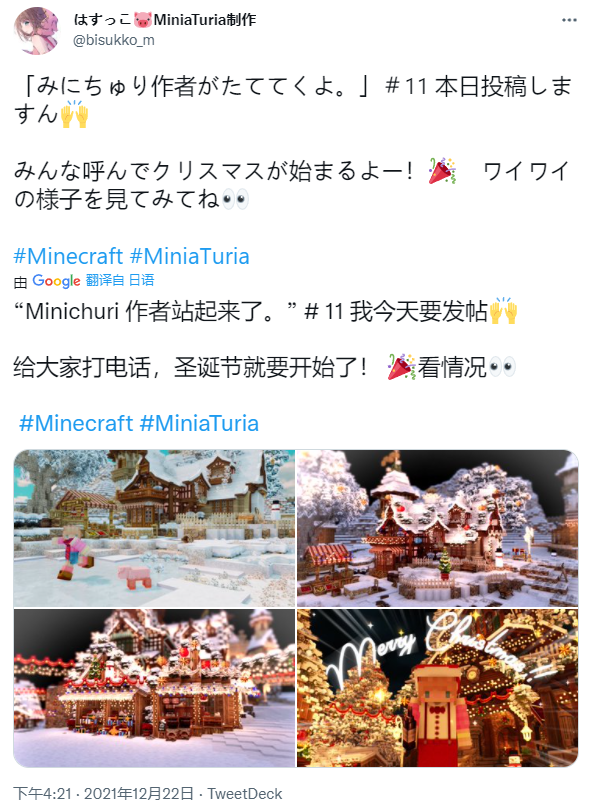 はすっこ🐷MiniaTuria制作
@bisukko_m
「みにちゅり作者がたててくよ。」＃11 本日投稿しま
すん🙌
みんな呼んでクリスマスが始まるよー！🎉　ワイワイ
の様子を見てみてね👀
#Minecraft #MiniaTuria
由 Google 翻译自 日语
“Minichuri 作者站起来了。”＃11 我今天要发帖🙌
给大家打电话，圣诞节就要开始了！🎉看情况👀
#Minecraft #MiniaTuria
Merry Christmas!!
下午4:21 · 2021年12月22日 · TweetDeck